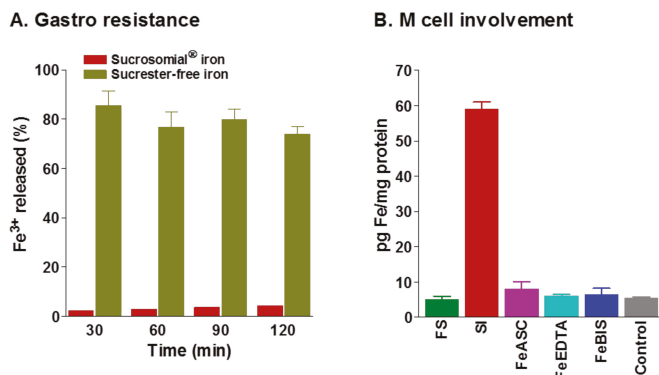 A. Gastro resistance
Sucrosomial® iron
Sucrester-free iron
Fe3+ released (%)
100
80
60
40
20
0
30 60 90 120
Time (min)
B. M cell involvement
pg Fe/mg protein
70
60
50
40
30
20
10
0
FS
SI
FeASC
FeEDTA
FeBIS
Control